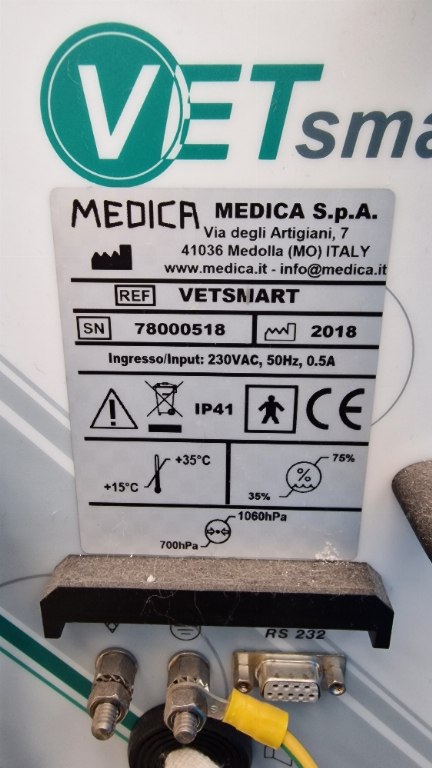 VETsma
MEDICA MEDICA S.p.A.
Via degli Artigiani, 7
41036 Medolla (MO) ITALY
www.medica.it - info@medica.it
REF VETSMART
SN 78000518 2018
Ingresso/Input: 230VAC, 50Hz, 0.5A
IP41 CE
+35°C
+15°C
75%
%
35%
1060hPa
700hPa
RS 232